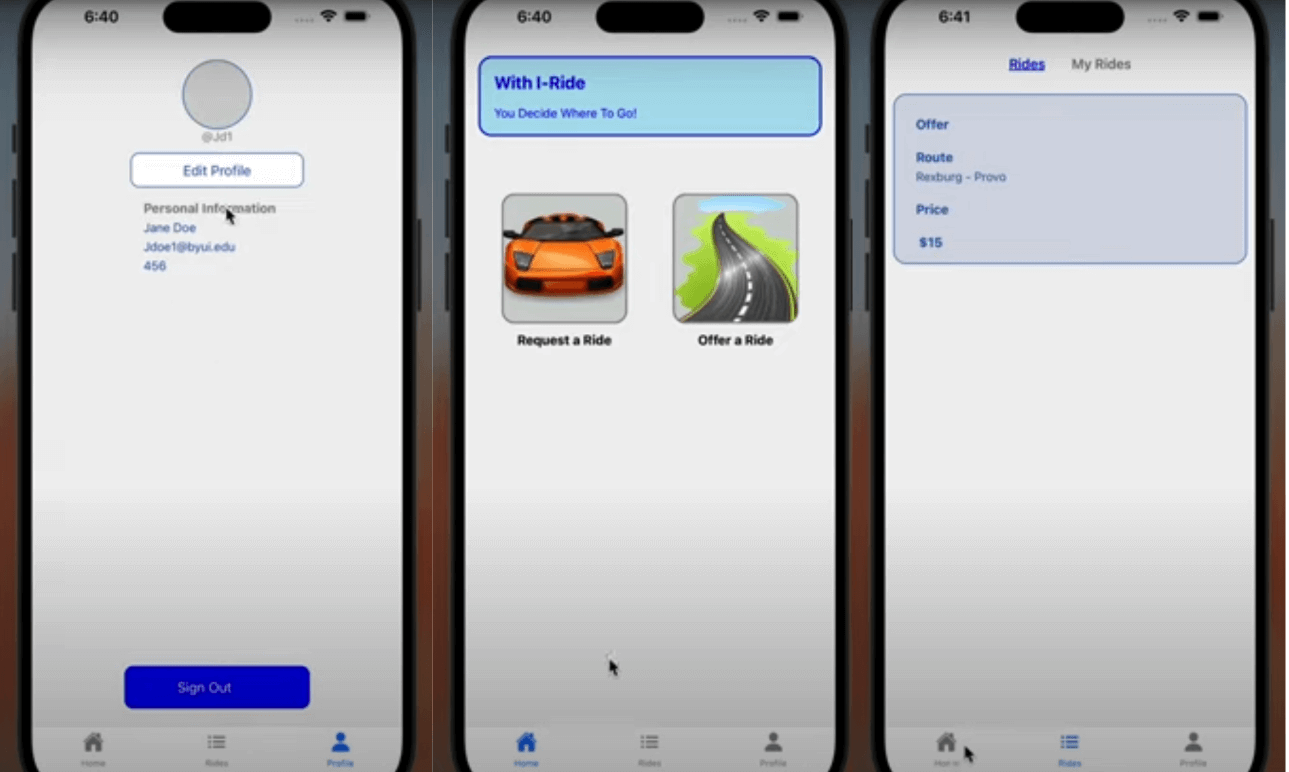 6:40
@Jd1
Edit Profile
Personal Information
Jane Doe
Jdoe1@byui.edu
456
Sign Out
Home
Rides
Profile
6:40
With I-Ride
You Decide Where To Go!
Request a Ride
Offer a Ride
Home
Rides
Profile
6:41
Rides
My Rides
Offer
Route
Rexburg - Provo
Price
$15
Rides
Profile